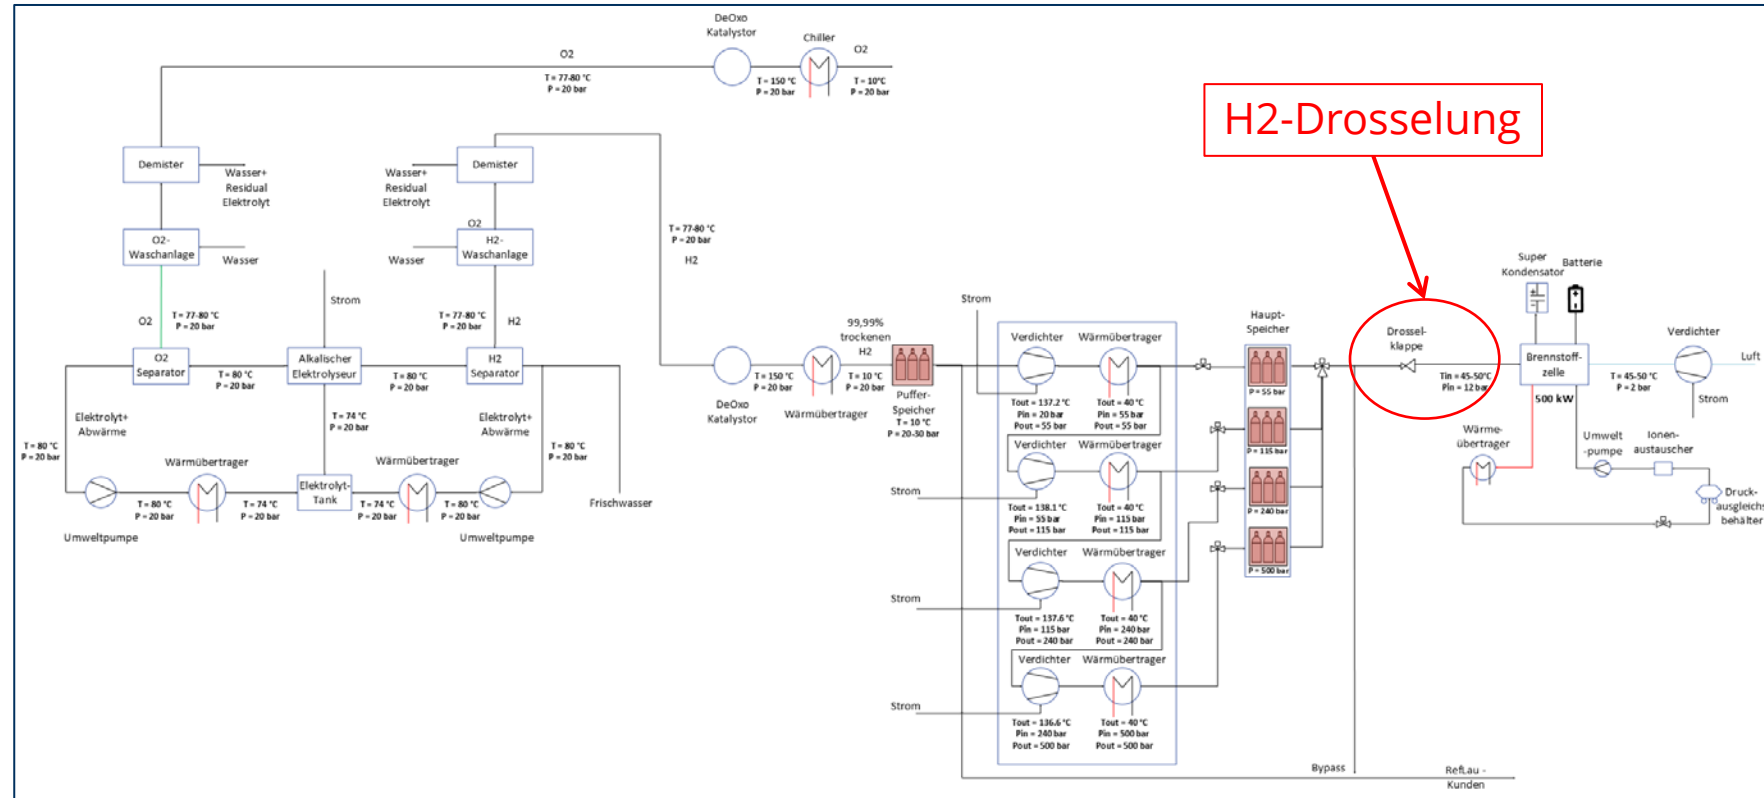 DeOxo
Katalystor
Chiller
O2
O2
T = 77-80 °C
P = 20 bar
T = 150 °C
P = 20 bar
T = 10°C
P = 20 bar
H2-Drosselung
Demister
Wasser+
Residual
Elektrolyt
Wasser+
Residual
Elektrolyt
Demister
O2-
Waschanlage
Wasser
O2
H2-
Waschanlage
Wasser
T = 77-80 °C
P = 20 bar
H2
Strom
O2
T = 77-80 °C
P = 20 bar
T = 77-80 °C
P = 20 bar
H2
O2
Separator
Alkalischer
Elektrolyseur
H2
Separator
T = 80 °C
P = 20 bar
T = 80 °C
P = 20 bar
Elektrolyt+
Abwärme
T = 74 °C
P = 20 bar
Elektrolyt+
Abwärme
T = 80 °C
P = 20 bar
T = 80 °C
P = 20 bar
Wärmübertrager
Wärmübertrager
Elektrolyt-
Tank
T = 80 °C
P = 20 bar
T = 74 °C
P = 20 bar
T = 74 °C
P = 20 bar
T = 80 °C
P = 20 bar
Umweltpumpe
Umweltpumpe
Frischwasser
DeOxo
Katalystor
T = 150 °C
P = 20 bar
Wärmübertrager
99,99%
trockenen
H2
T = 10 °C
P = 20 bar
Puffer-
Speicher
T = 10 °C
P = 20-30 bar
Strom
Verdichter
Wärmübertrager
Tout = 137.2 °C
Pin = 20 bar
Pout = 55 bar
Tout = 40 °C
Pin = 55 bar
Pout = 55 bar
Verdichter
Wärmübertrager
Strom
Tout = 138.1 °C
Pin = 55 bar
Pout = 115 bar
Tout = 40 °C
Pin = 115 bar
Pout = 115 bar
Verdichter
Wärmübertrager
Strom
Tout = 137.6 °C
Pin = 115 bar
Pout = 240 bar
Tout = 40 °C
Pin = 240 bar
Pout = 240 bar
Verdichter
Wärmübertrager
Strom
Tout = 136.6 °C
Pin = 240 bar
Pout = 500 bar
Tout = 40 °C
Pin = 500 bar
Pout = 500 bar
Haupt-
Speicher
P = 55 bar
P = 115 bar
P = 240 bar
P = 500 bar
Drossel-
klappe
Tin = 45-50°C
Pin = 12 bar
Super
Kondensator
Batterie
Brennstoff-
zelle
500 kW
T = 45-50 °C
P = 2 bar
Verdichter
Luft
Strom
Wärme-
übertrager
Umwelt
-pumpe
Ionen-
austauscher
Druck-
ausgleichs
behälter
Bypass
RefLau -
Kunden